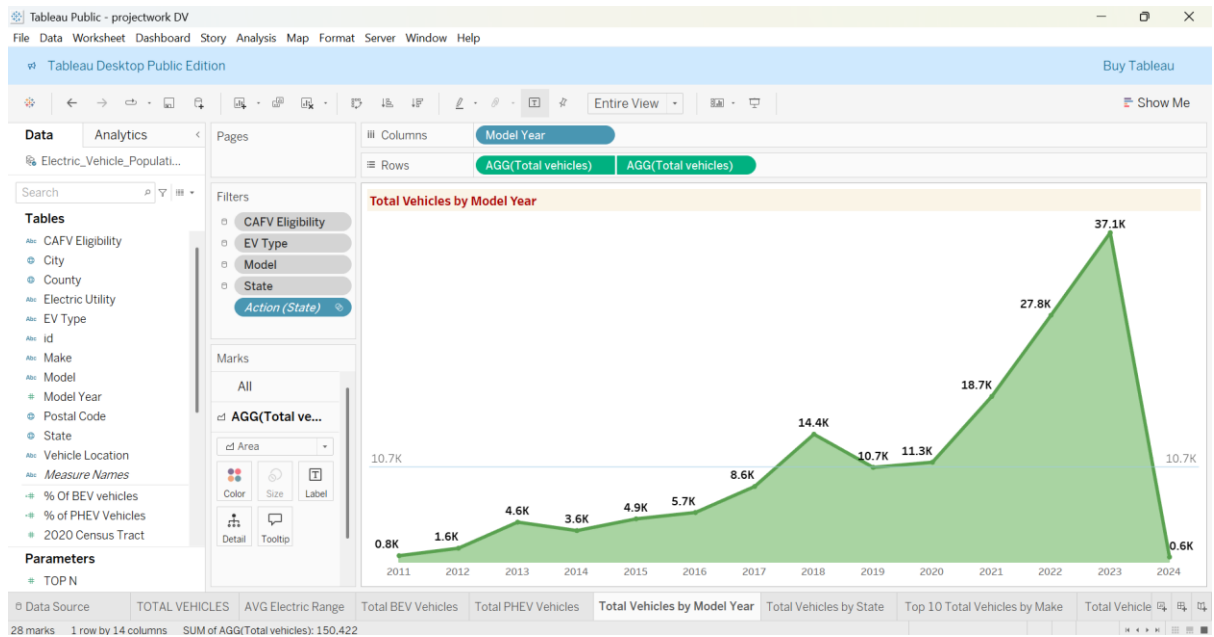 Tableau Public - projectwork DV
File Data Worksheet Dashboard Story Analysis Map Format Server Window Help
Tableau Desktop Public Edition
Buy Tableau
Entire View
Show Me
Data
Analytics
Electric_Vehicle_Populati...
Search
Tables
Abc CAFV Eligibility
City
County
Abc Electric Utility
Abc EV Type
Abc id
Abc Make
Abc Model
# Model Year
Postal Code
State
Abc Vehicle Location
Abc Measure Names
=# % Of BEV vehicles
=# % of PHEV Vehicles
# 2020 Census Tract
Parameters
# TOP N
Pages
Filters
CAFV Eligibility
EV Type
Model
State
Action (State)
Marks
All
AGG(Total ve...
Area
Color Size Label
Detail Tooltip
Columns
Model Year
Rows
AGG(Total vehicles) AGG(Total vehicles)
Total Vehicles by Model Year
37.1K
27.8K
18.7K
14.4K
10.7K 10.7K 11.3K 10.7K
8.6K
5.7K
4.9K
4.6K
3.6K
1.6K
0.8K
0.6K
2011 2012 2013 2014 2015 2016 2017 2018 2019 2020 2021 2022 2023 2024
Data Source TOTAL VEHICLES AVG Electric Range Total BEV Vehicles Total PHEV Vehicles Total Vehicles by Model Year Total Vehicles by State Top 10 Total Vehicles by Make Total Vehicle
28 marks 1 row by 14 columns SUM of AGG(Total vehicles): 150,422